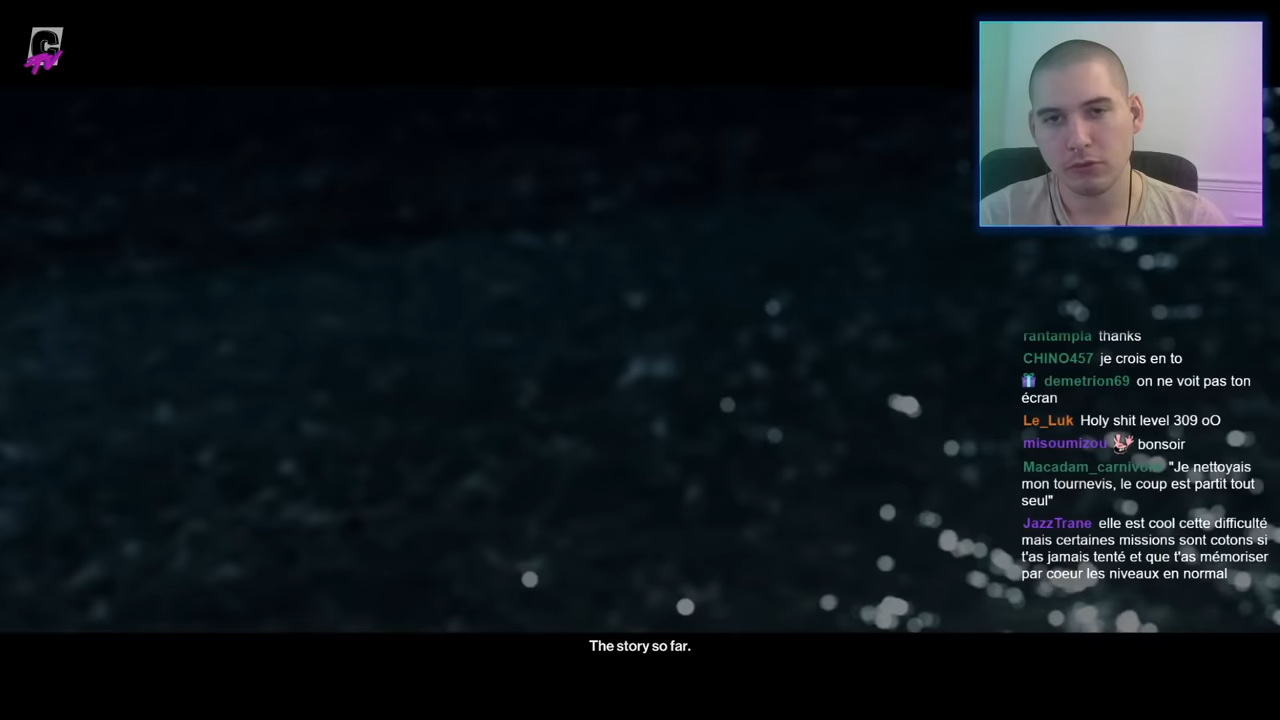 C
TV
rantampla thanks
CHINO457 je crois en to
demetrion69 on ne voit pas ton
écran
Le_Luk Holy shit level 309 oO
misoumizou bonsoir
Macadam_carnivore "Je nettoyais
mon tournevis, le coup est partit tout
seul"
JazzTrane elle est cool cette difficulté
mais certaines missions sont cotons si
t'as jamais tenté et que t'as mémoriser
par coeur les niveaux en normal
The story so far.